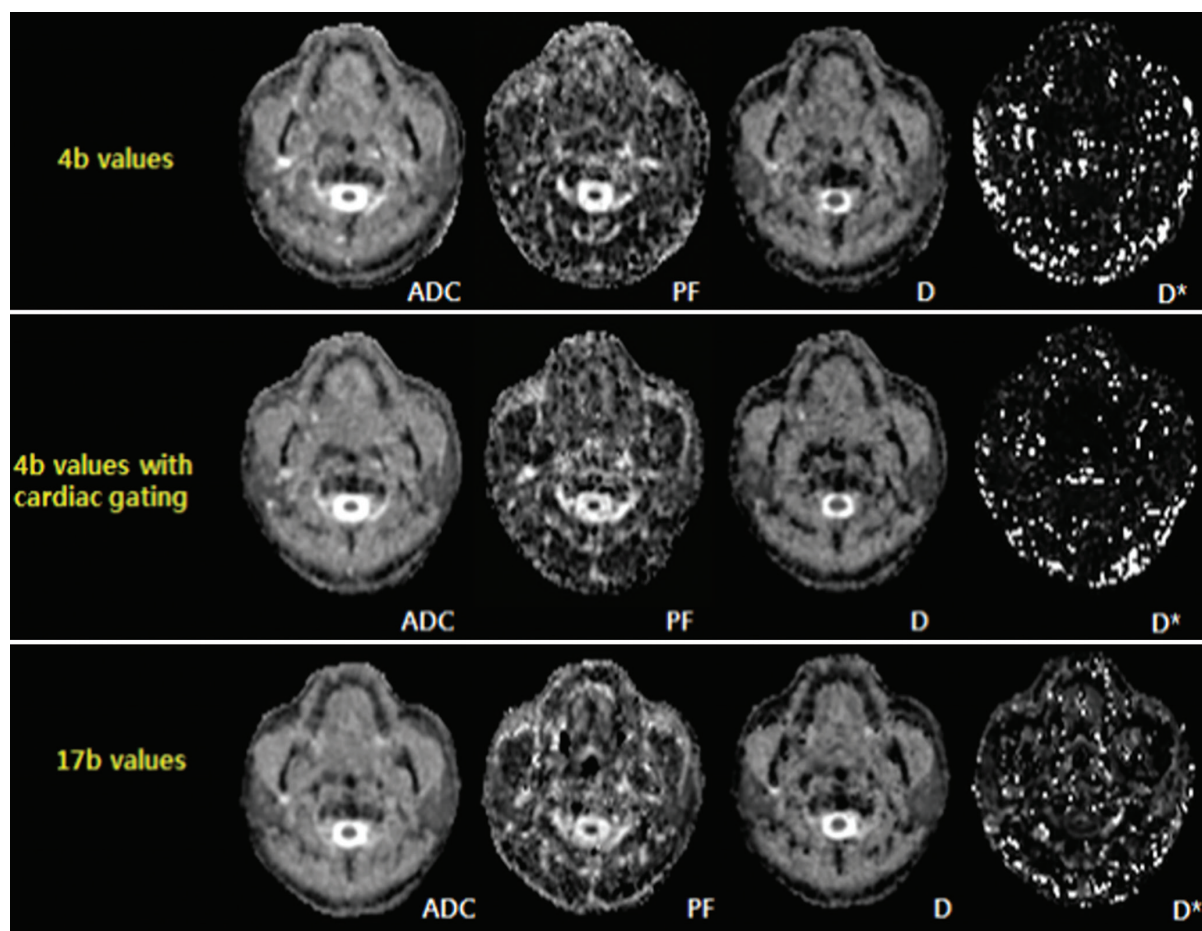 4b values
ADC
PF
D
D*
4b values with
cardiac gating
ADC
PF
D
D*
17b values
ADC
PF
D
D*